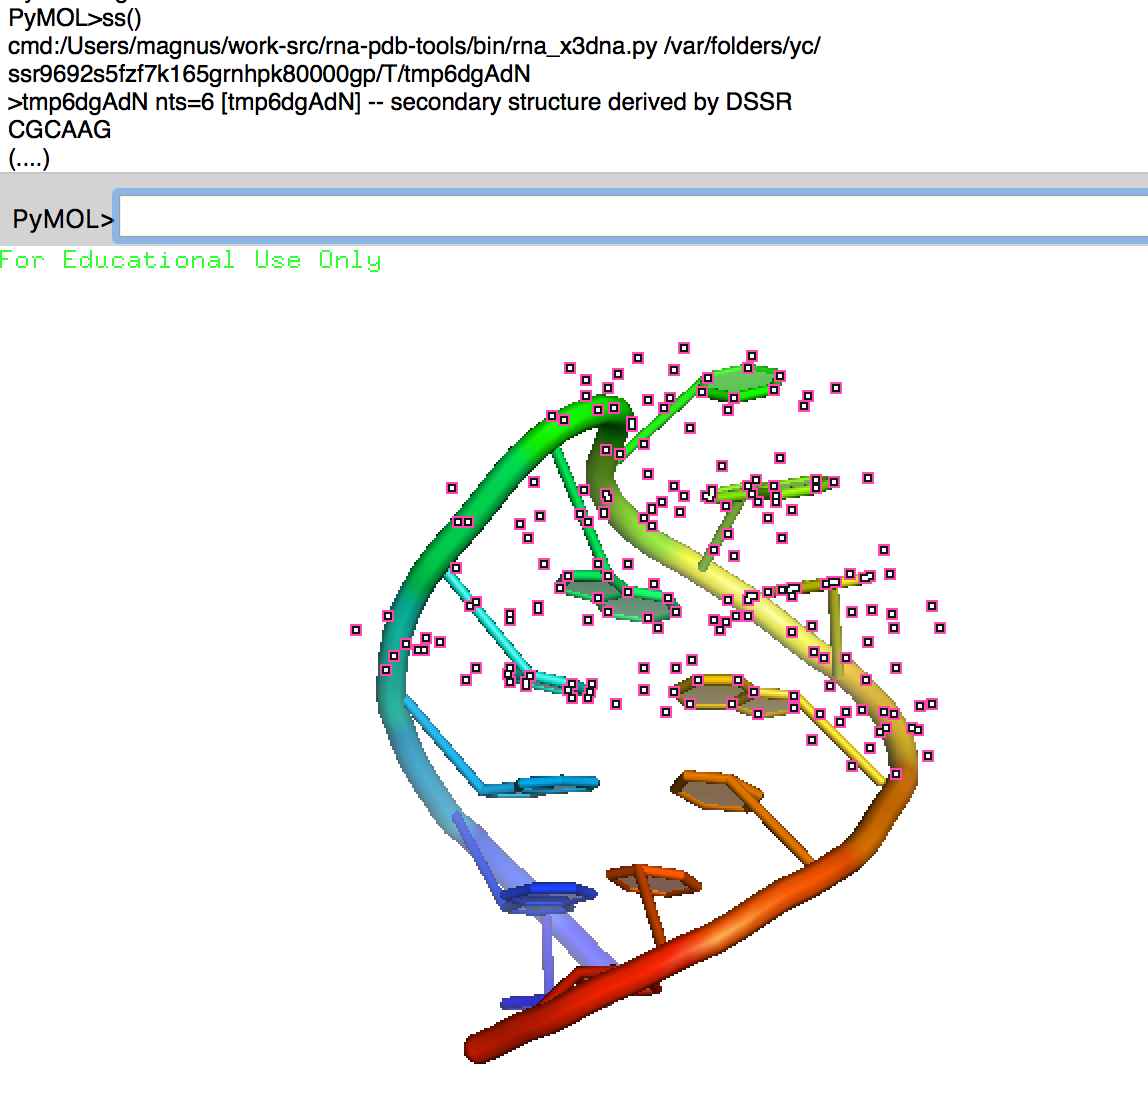 PyMOL>ss()
cmd:/Users/magnus/work-src/rna-pdb-tools/bin/rna_x3dna.py /var/folders/yc/
ssr9692s5fzf7k165grnhpk80000gp/T/tmp6dgAdN
>tmp6dgAdN nts=6 [tmp6dgAdN] -- secondary structure derived by DSSR
CGCAAG
(....)
PyMOL>
For Educational Use Only